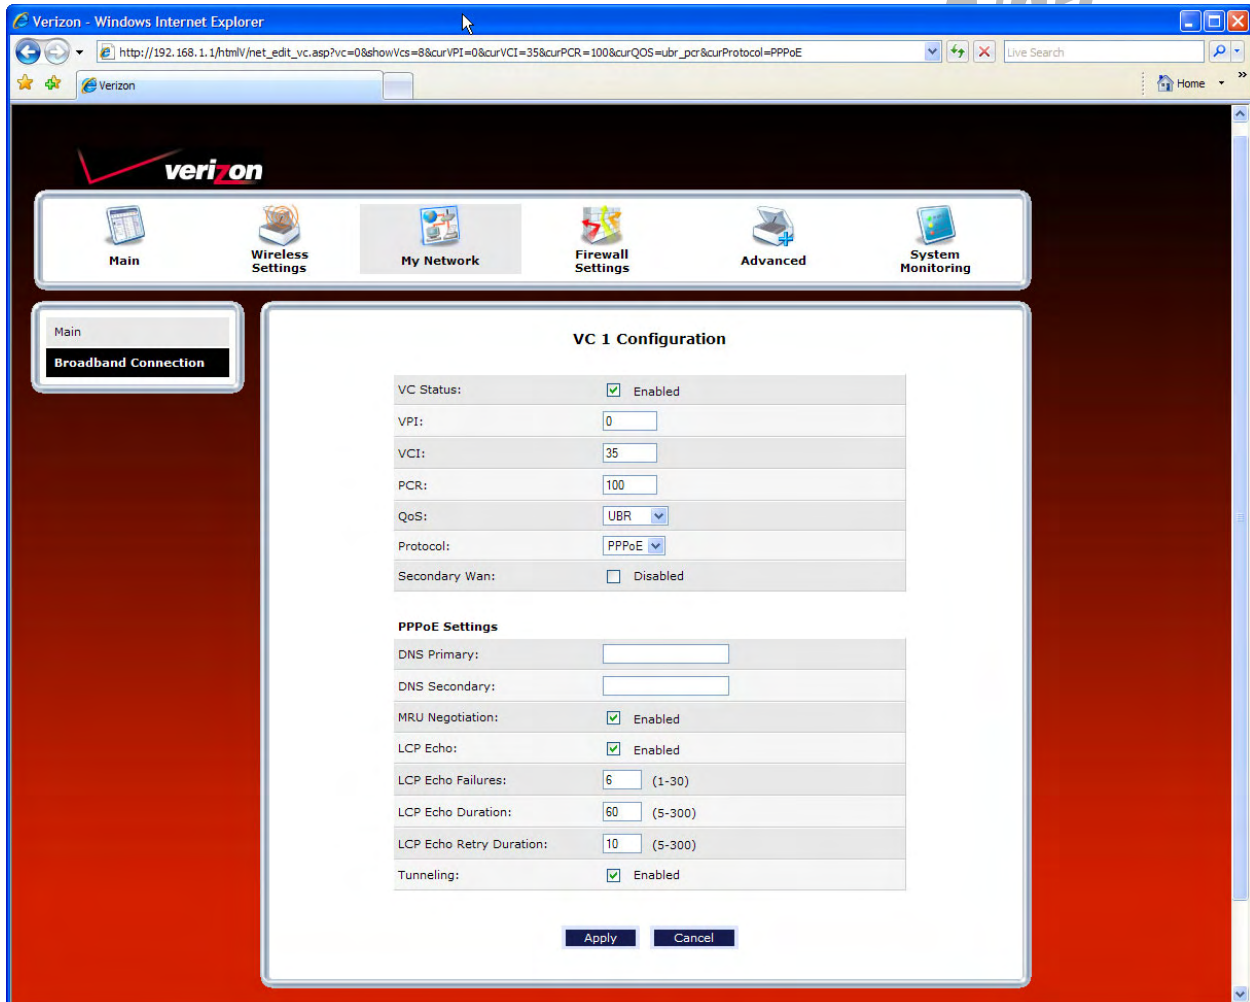 Verizon - Windows Internet Explorer
http://192.168.1.1/htmlV/net_edit_vc.asp?vc=0&showVcs=8&curVPI=0&curVCI=35&curPCR=100&curQOS=ubr_pcr&curProtocol=PPPoE
Live Search
Verizon
Home
verizon
Main
Wireless Settings
My Network
Firewall Settings
Advanced
System Monitoring
Main
Broadband Connection
VC 1 Configuration
VC Status: Enabled
VPI: 0
VCI: 35
PCR: 100
QoS: UBR
Protocol: PPPoE
Secondary Wan: Disabled
PPPoE Settings
DNS Primary:
DNS Secondary:
MRU Negotiation: Enabled
LCP Echo: Enabled
LCP Echo Failures: 6 (1-30)
LCP Echo Duration: 60 (5-300)
LCP Echo Retry Duration: 10 (5-300)
Tunneling: Enabled
Apply Cancel